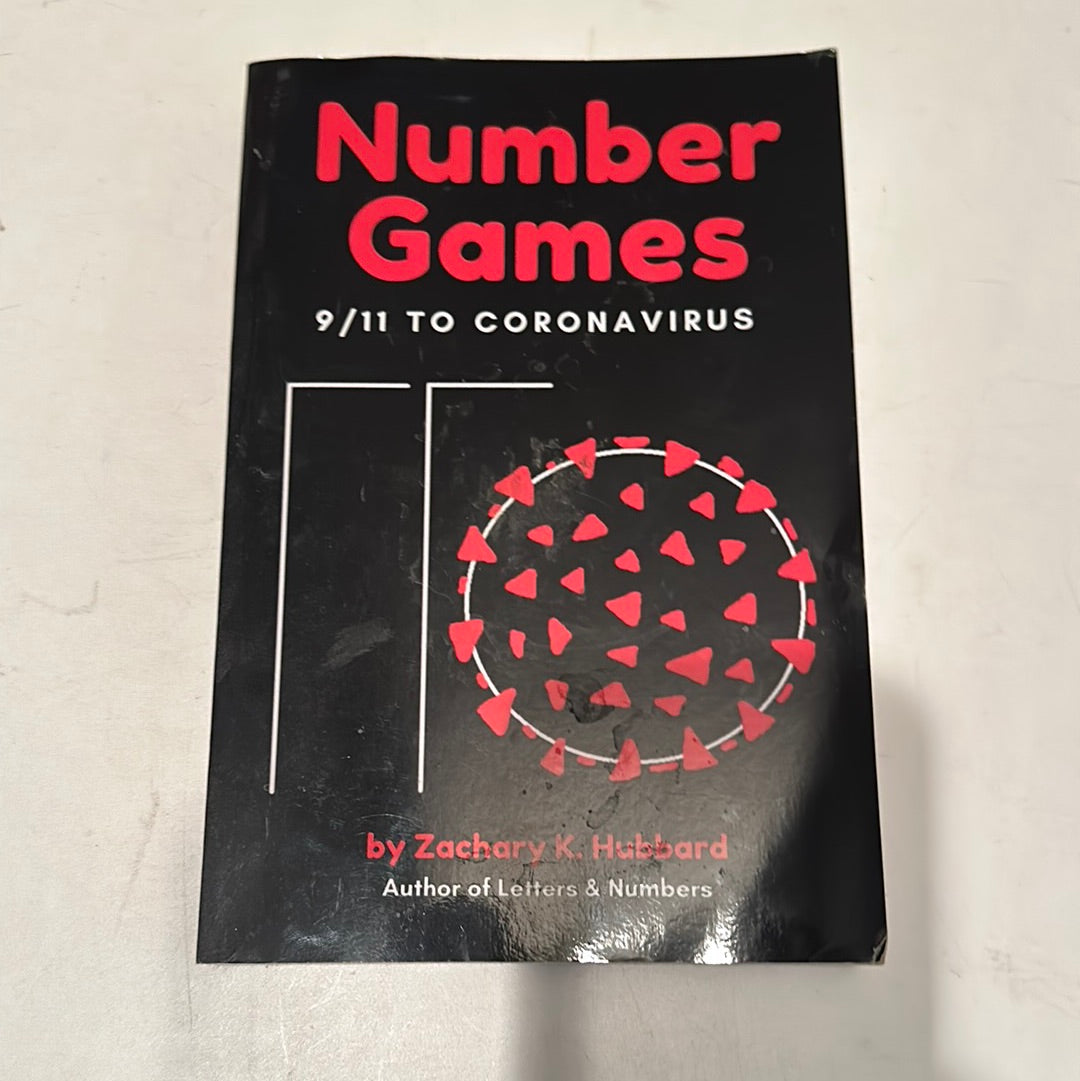 Number
Games
9/11 TO CORONAVIRUS
by Zachary K. Hubbard
Author of Letters & Numbers